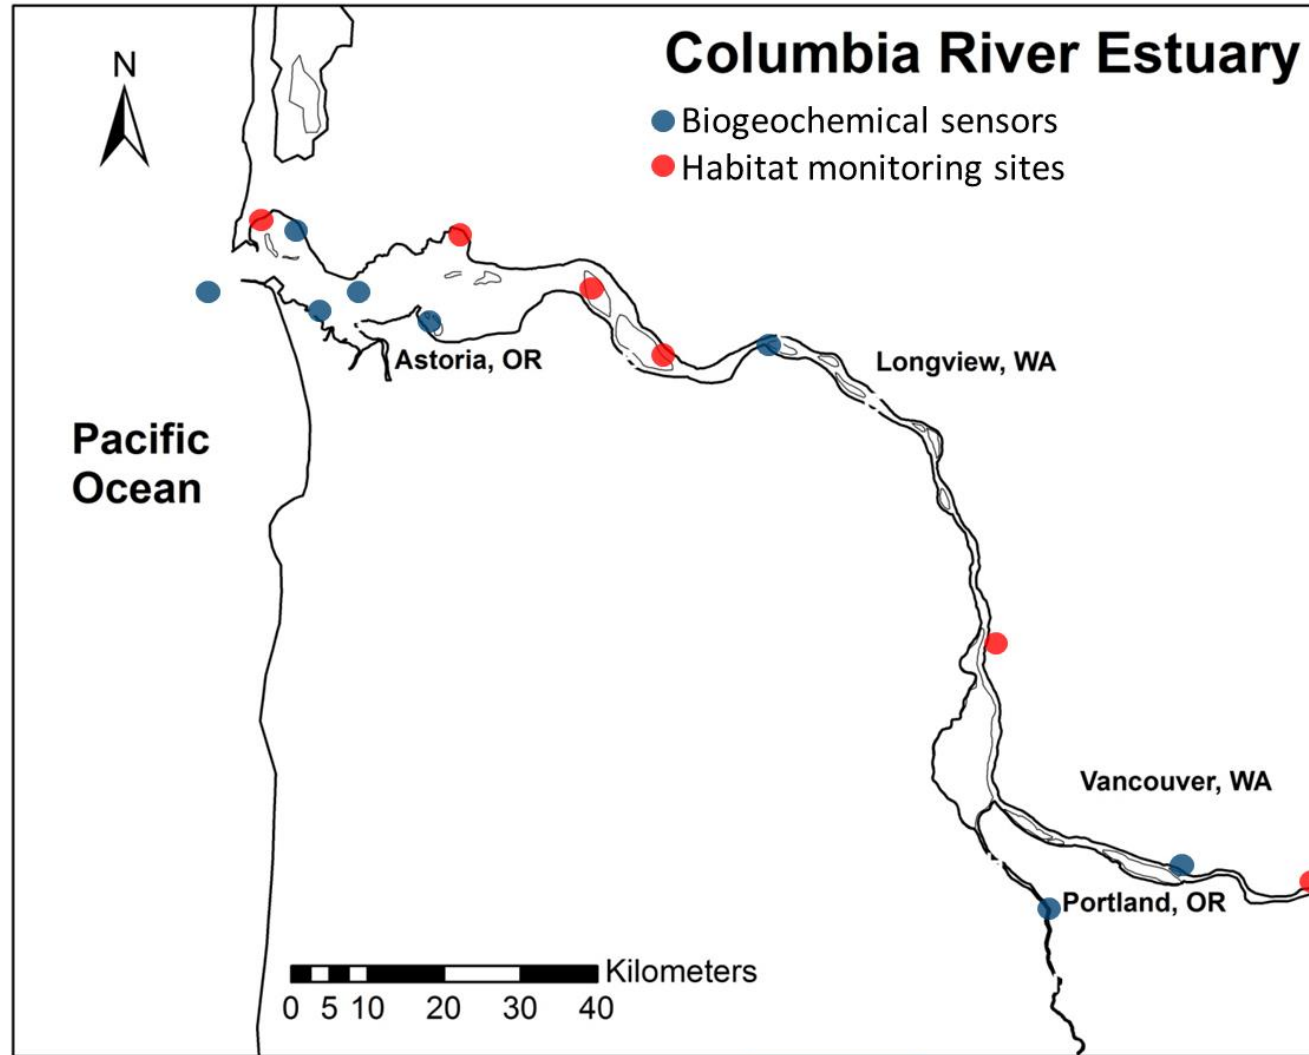 Columbia River Estuary
N
Biogeochemical sensors
Habitat monitoring sites
Astoria, OR
Longview, WA
Pacific
Ocean
Vancouver, WA
Portland, OR
Kilometers
0 5 10 20 30 40